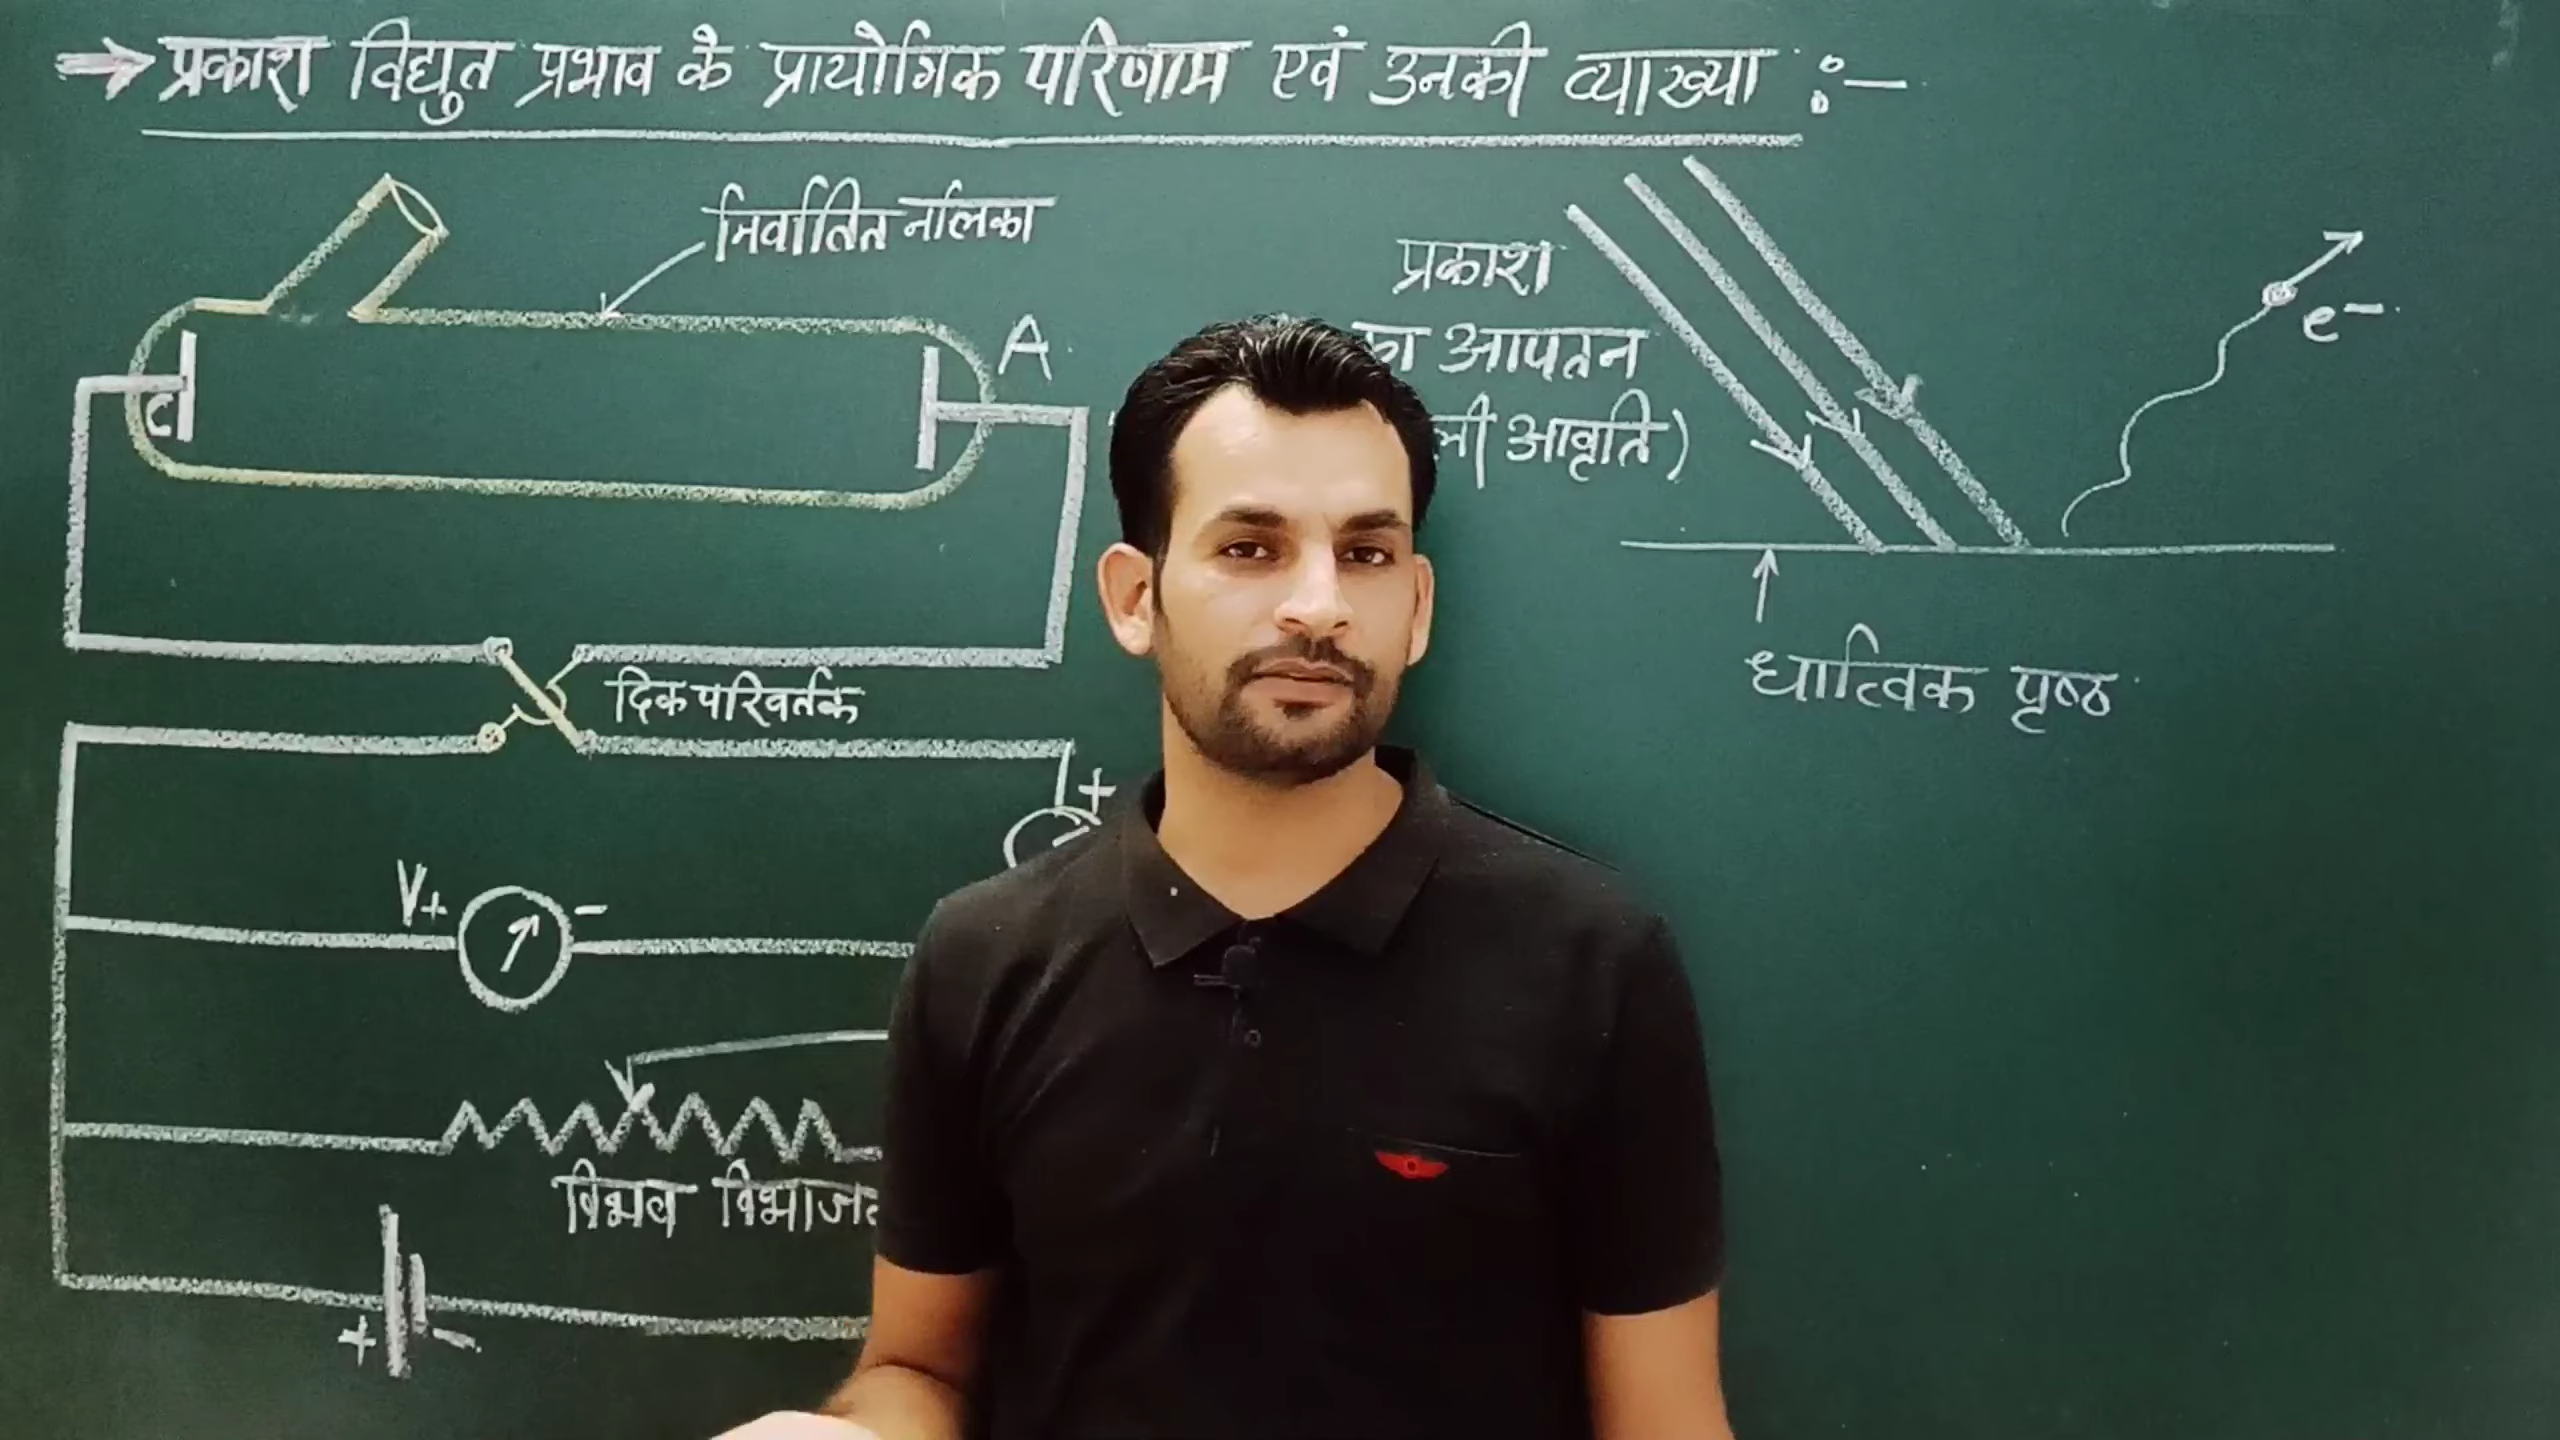 → प्रकाश विद्युत प्रभाव के प्रायोगिक परिणाम एवं उनकी व्याख्या :–
निर्वातित नलिका
A
C
प्रकाश
का आपतन
आवृति)
e–
धात्विक पृष्ठ
दिक परिवर्तक
+
V+ –
विभव
+ –